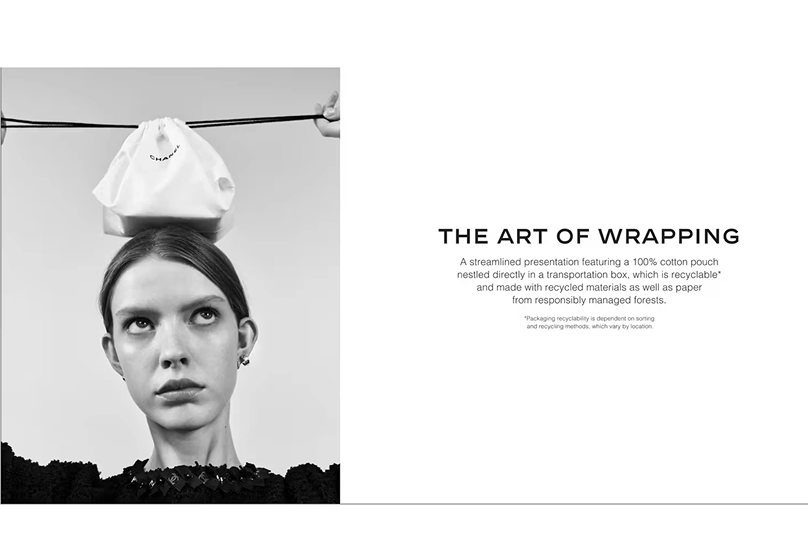 CHANEL
THE ART OF WRAPPING
A streamlined presentation featuring a 100% cotton pouch
nestled directly in a transportation box, which is recyclable*
and made with recycled materials as well as paper
from responsibly managed forests.
*Packaging recyclability is dependent on sorting
and recycling methods, which vary by location.